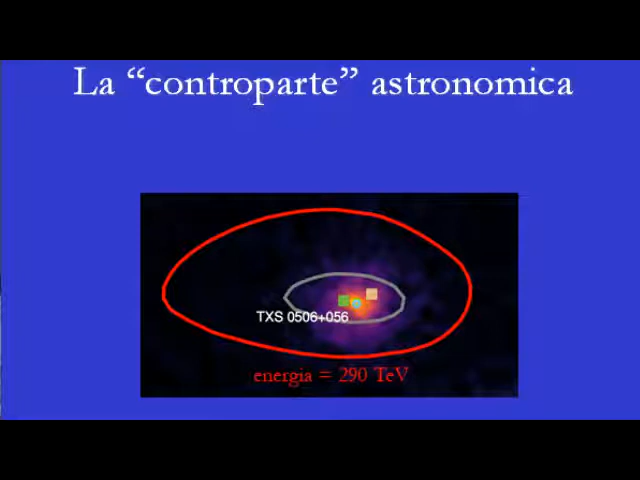 La “controparte” astronomica
TXS 0506+056
energia = 290 TeV